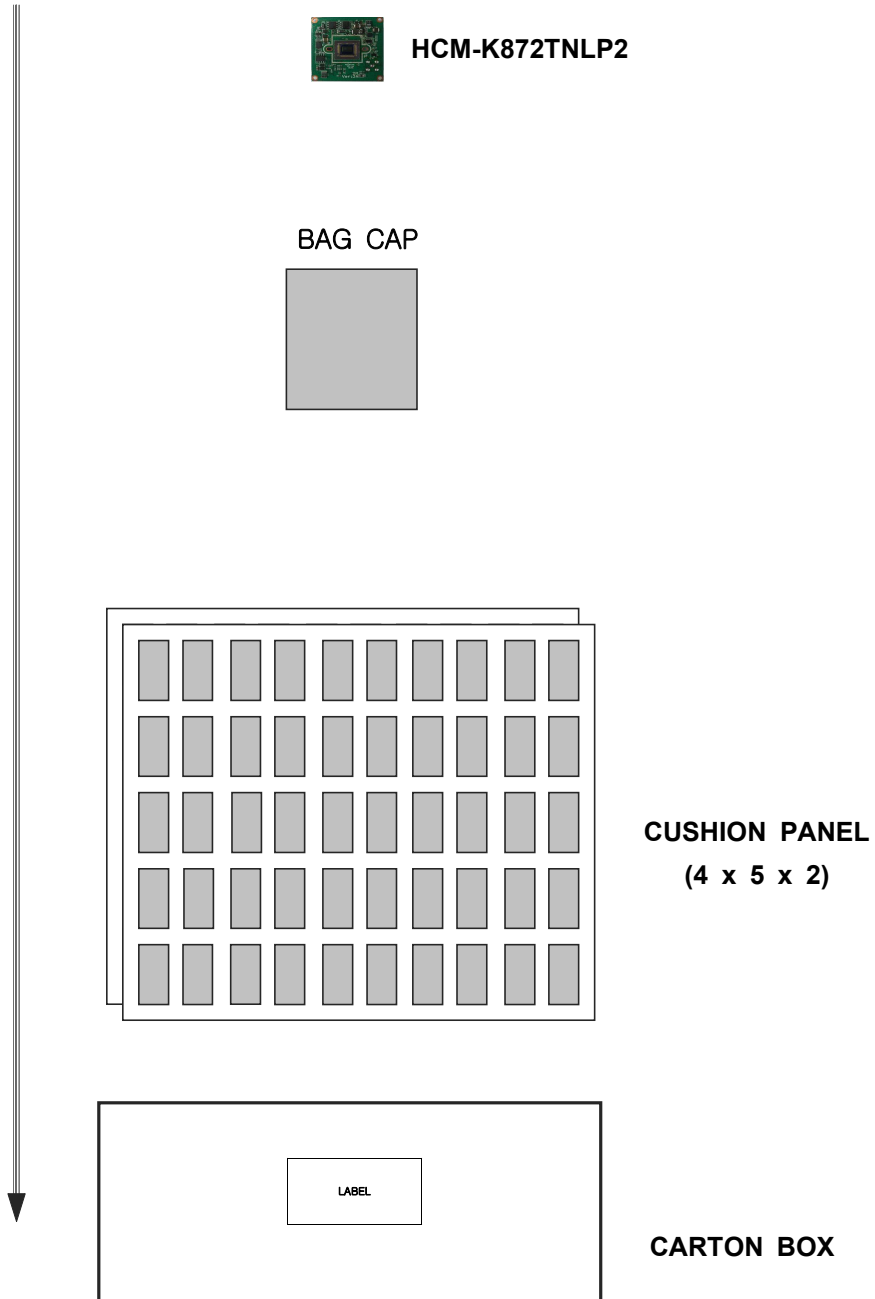 HCM-K872TNLP2
BAG CAP
CUSHION PANEL
(4 x 5 x 2)
LABEL
CARTON BOX